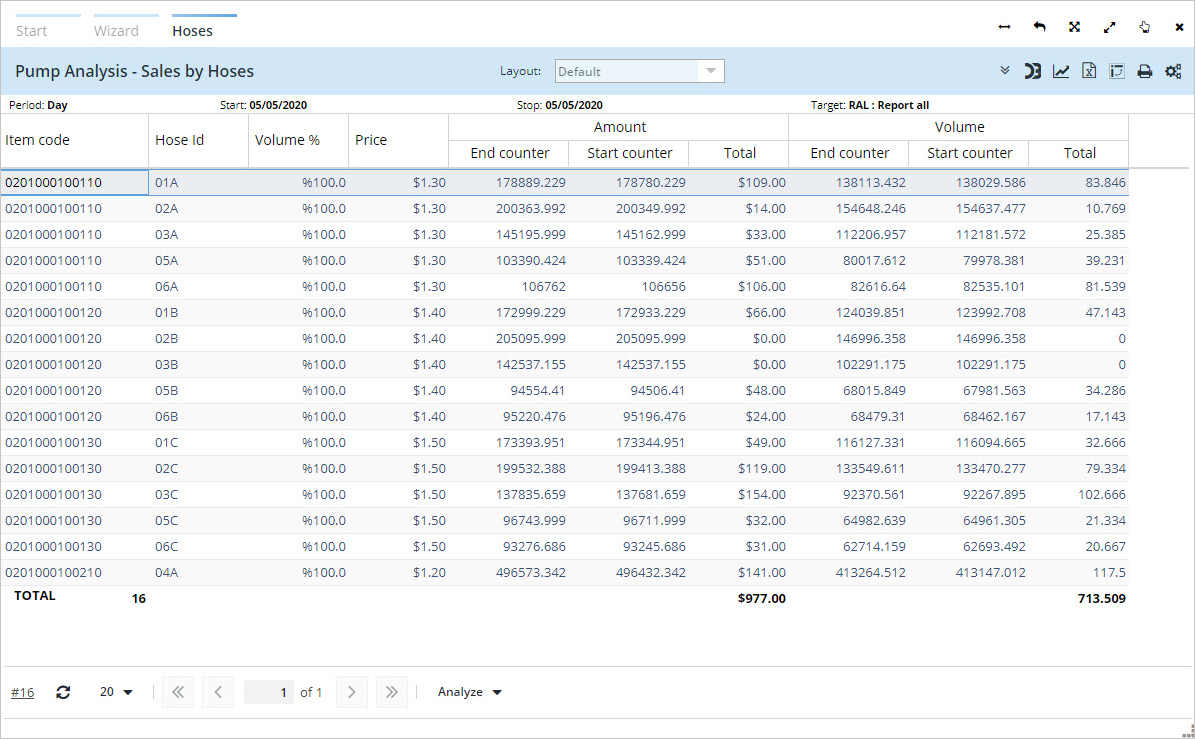 Start Wizard Hoses
Pump Analysis - Sales by Hoses Layout: Default
Period: Day Start: 05/05/2020 Stop: 05/05/2020 Target: RAL : Report all
Item code Hose Id Volume % Price Amount Volume
End counter Start counter Total End counter Start counter Total
0201000100110 01A %100.0 $1.30 178889.229 178780.229 $109.00 138113.432 138029.586 83.846
0201000100110 02A %100.0 $1.30 200363.992 200349.992 $14.00 154648.246 154637.477 10.769
0201000100110 03A %100.0 $1.30 145195.999 145162.999 $33.00 112206.957 112181.572 25.385
0201000100110 05A %100.0 $1.30 103390.424 103339.424 $51.00 80017.612 79978.381 39.231
0201000100110 06A %100.0 $1.30 106762 106656 $106.00 82616.64 82535.101 81.539
0201000100120 01B %100.0 $1.40 172999.229 172933.229 $66.00 124039.851 123992.708 47.143
0201000100120 02B %100.0 $1.40 205095.999 205095.999 $0.00 146996.358 146996.358 0
0201000100120 03B %100.0 $1.40 142537.155 142537.155 $0.00 102291.175 102291.175 0
0201000100120 05B %100.0 $1.40 94554.41 94506.41 $48.00 68015.849 67981.563 34.286
0201000100120 06B %100.0 $1.40 95220.476 95196.476 $24.00 68479.31 68462.167 17.143
0201000100130 01C %100.0 $1.50 173393.951 173344.951 $49.00 116127.331 116094.665 32.666
0201000100130 02C %100.0 $1.50 199532.388 199413.388 $119.00 133549.611 133470.277 79.334
0201000100130 03C %100.0 $1.50 137835.659 137681.659 $154.00 92370.561 92267.895 102.666
0201000100130 05C %100.0 $1.50 96743.999 96711.999 $32.00 64982.639 64961.305 21.334
0201000100130 06C %100.0 $1.50 93276.686 93245.686 $31.00 62714.159 62693.492 20.667
0201000100210 04A %100.0 $1.20 496573.342 496432.342 $141.00 413264.512 413147.012 117.5
TOTAL 16 $977.00 713.509
#16 20 1 of 1 Analyze